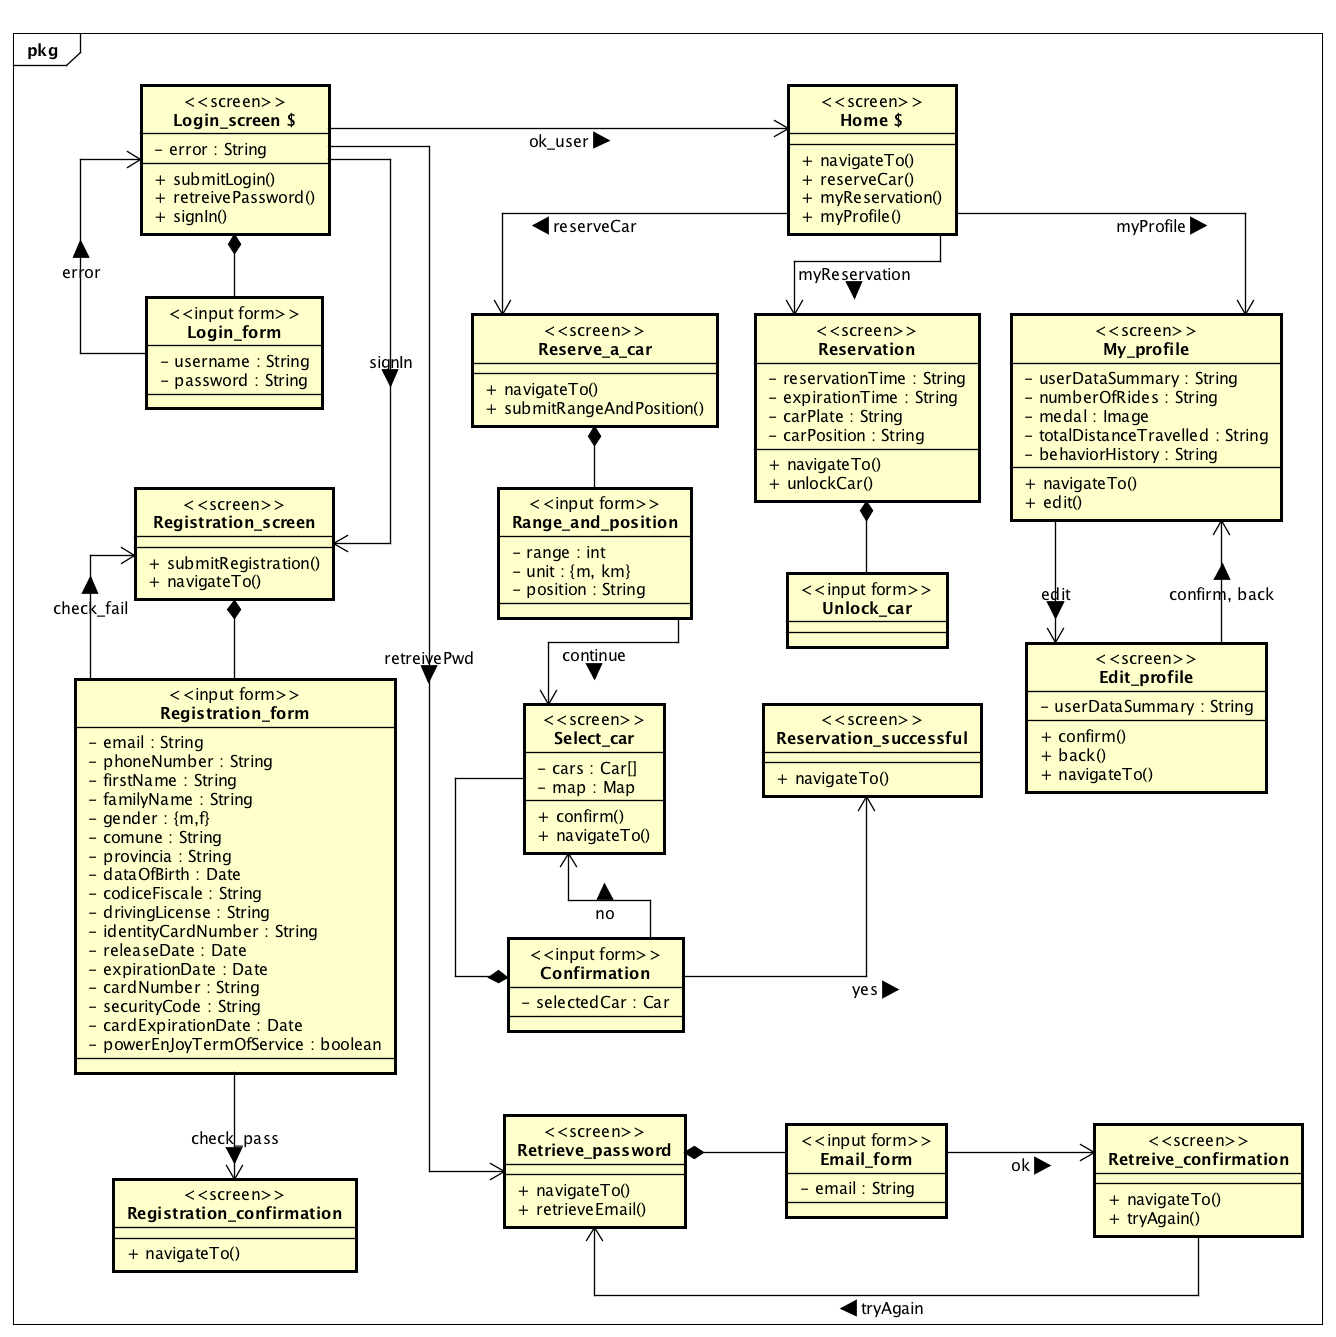 pkg
<<screen>>
Login_screen $
- error : String
+ submitLogin()
+ retreivePassword()
+ signIn()
ok_user
<<screen>>
Home $
+ navigateTo()
+ reserveCar()
+ myReservation()
+ myProfile()
reserveCar
myReservation
myProfile
error
<<input form>>
Login_form
- username : String
- password : String
signIn
<<screen>>
Reserve_a_car
+ navigateTo()
+ submitRangeAndPosition()
<<screen>>
Reservation
- reservationTime : String
- expirationTime : String
- carPlate : String
- carPosition : String
+ navigateTo()
+ unlockCar()
<<screen>>
My_profile
- userDataSummary : String
- numberOfRides : String
- medal : Image
- totalDistanceTravelled : String
- behaviorHistory : String
+ navigateTo()
+ edit()
<<screen>>
Registration_screen
+ submitRegistration()
+ navigateTo()
check_fail
<<input form>>
Range_and_position
- range : int
- unit : {m, km}
- position : String
<<input form>>
Unlock_car
edit
confirm, back
retreivePwd
continue
<<screen>>
Edit_profile
- userDataSummary : String
+ confirm()
+ back()
+ navigateTo()
<<input form>>
Registration_form
- email : String
- phoneNumber : String
- firstName : String
- familyName : String
- gender : {m,f}
- comune : String
- provincia : String
- dataOfBirth : Date
- codiceFiscale : String
- drivingLicense : String
- identityCardNumber : String
- releaseDate : Date
- expirationDate : Date
- cardNumber : String
- securityCode : String
- cardExpirationDate : Date
- powerEnJoyTermOfService : boolean
<<screen>>
Select_car
- cars : Car[]
- map : Map
+ confirm()
+ navigateTo()
<<screen>>
Reservation_successful
+ navigateTo()
no
<<input form>>
Confirmation
- selectedCar : Car
yes
check_pass
<<screen>>
Registration_confirmation
+ navigateTo()
<<screen>>
Retrieve_password
+ navigateTo()
+ retrieveEmail()
<<input form>>
Email_form
- email : String
ok
<<screen>>
Retreive_confirmation
+ navigateTo()
+ tryAgain()
tryAgain